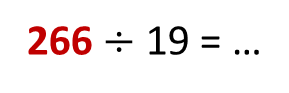 266 ÷ 19 = ...